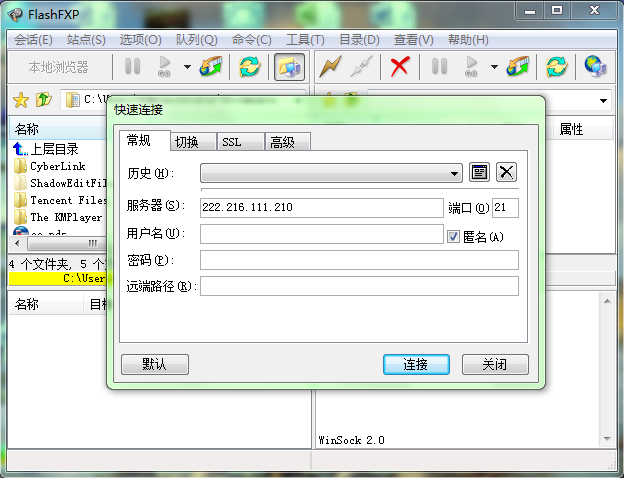 FlashFXP
会话(E) 站点(S) 选项(O) 队列(Q) 命令(C) 工具(T) 目录(D) 查看(V) 帮助(H)
本地浏览器
C:\
快速连接
名称
属性
常规 切换 SSL 高级
上层目录
历史(H):
CyberLink
ShadowEditFil
服务器(S): 222.216.111.210 端口(O) 21
Tencent Files
The KMPlayer
用户名(U): 匿名(A)
密码(P):
4 个文件夹, 5 个
C:\User
远端路径(R):
名称 目标
默认 连接 关闭
WinSock 2.0